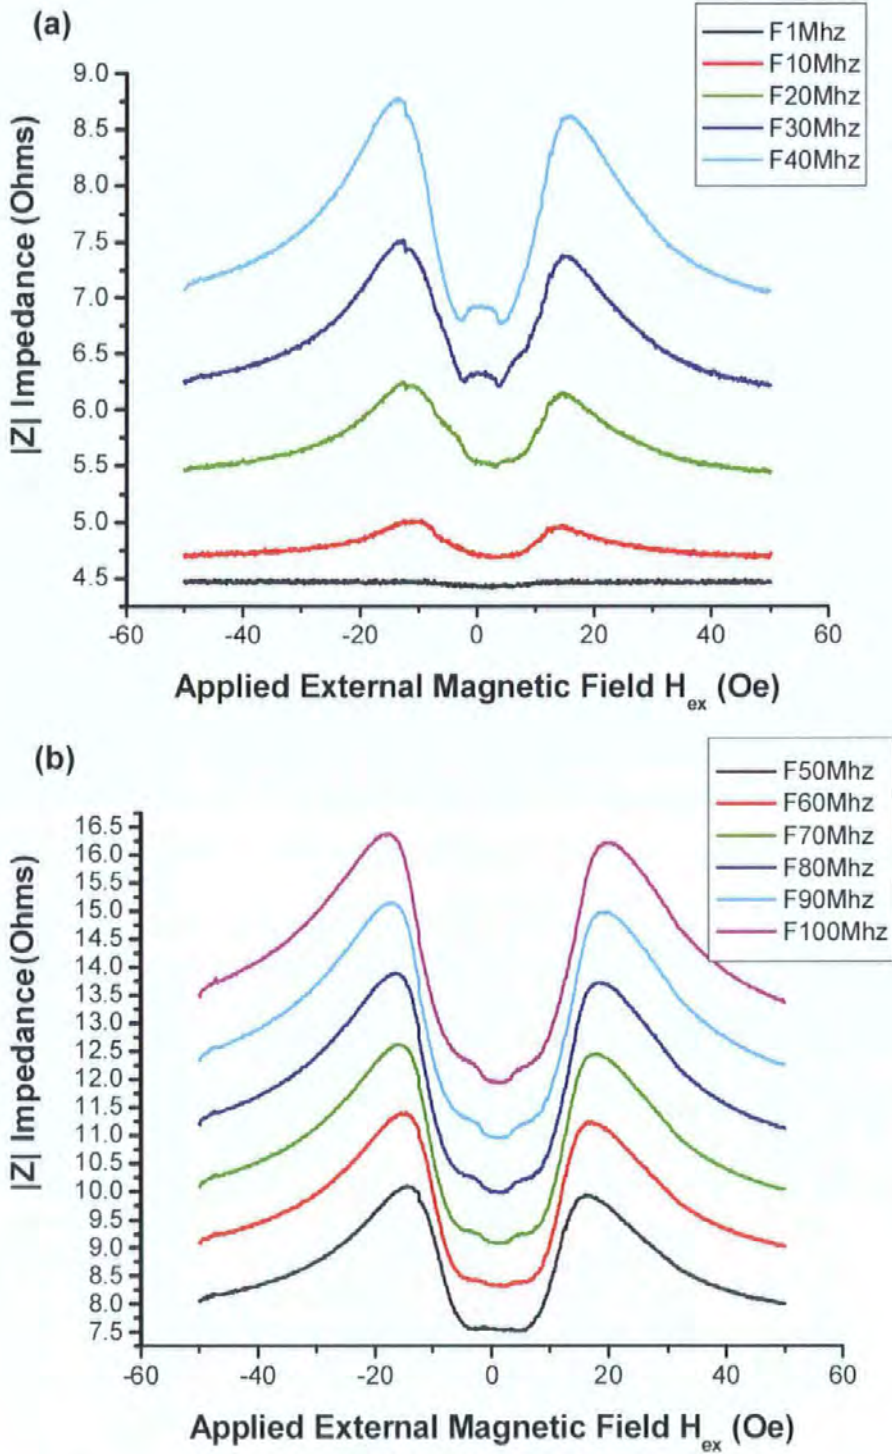 (a)
F1Mhz
F10Mhz
F20Mhz
F30Mhz
F40Mhz
9.0
8.5
8.0
7.5
7.0
6.5
6.0
5.5
5.0
4.5
|Z| Impedance (Ohms)
-60 -40 -20 0 20 40 60
Applied External Magnetic Field Hex (Oe)
(b)
F50Mhz
F60Mhz
F70Mhz
F80Mhz
F90Mhz
F100Mhz
16.5
16.0
15.5
15.0
14.5
14.0
13.5
13.0
12.5
12.0
11.5
11.0
10.5
10.0
9.5
9.0
8.5
8.0
7.5
|Z| Impedance (Ohms)
-60 -40 -20 0 20 40 60
Applied External Magnetic Field Hex (Oe)